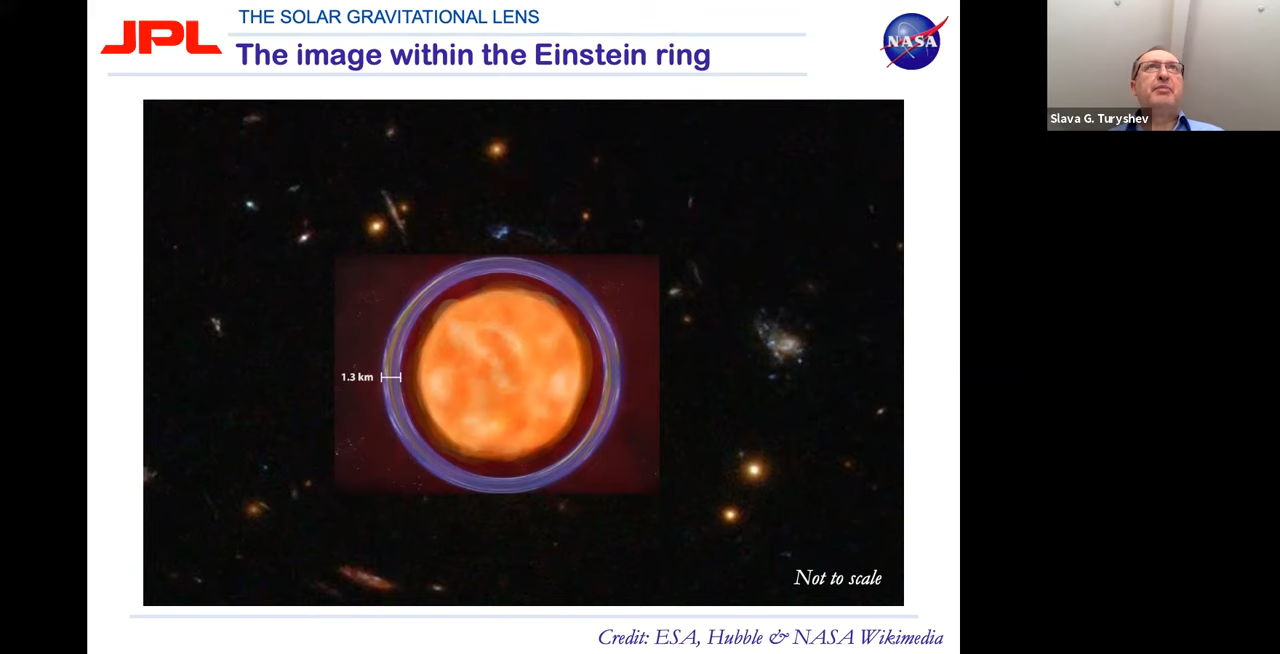 JPL
THE SOLAR GRAVITATIONAL LENS
The image within the Einstein ring
NASA
Slava G. Turyshev
1.3 km
Not to scale
Credit: ESA, Hubble & NASA Wikimedia